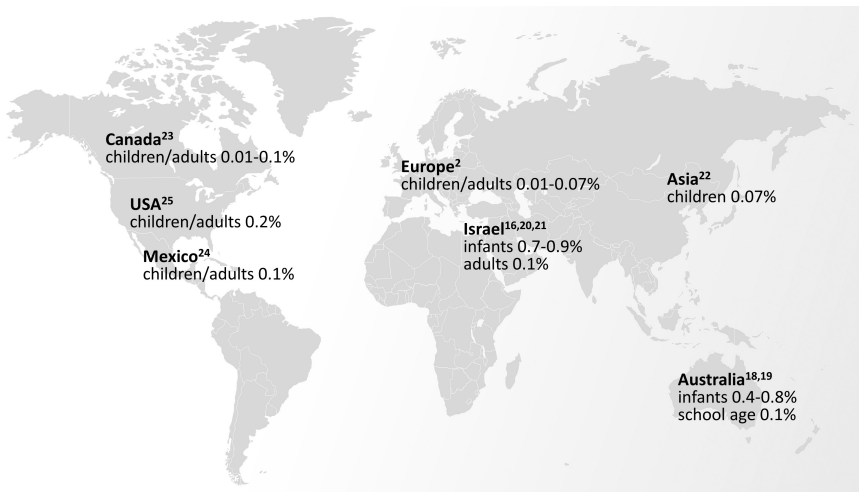 Canada23
children/adults 0.01-0.1%
USA25
children/adults 0.2%
Mexico24
children/adults 0.1%
Europe2
children/adults 0.01-0.07%
Israel16,20,21
infants 0.7-0.9%
adults 0.1%
Asia22
children 0.07%
Australia18,19
infants 0.4-0.8%
school age 0.1%